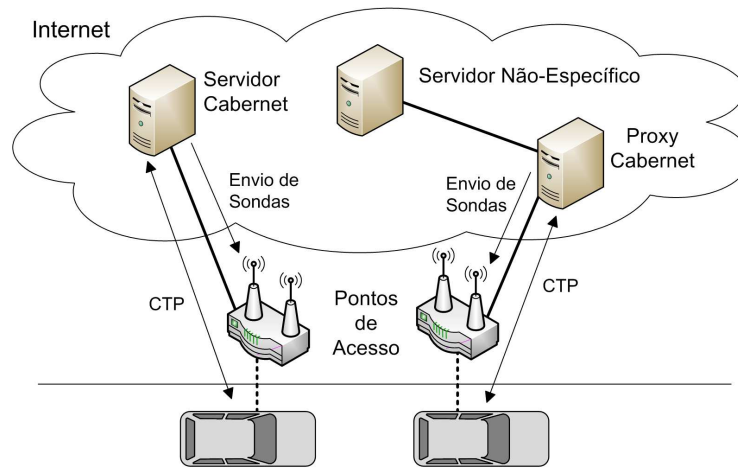 Internet
Servidor
Cabernet
Servidor Não-Específico
Proxy
Cabernet
Envio de
Sondas
Envio de
Sondas
CTP
Pontos
de
Acesso
CTP